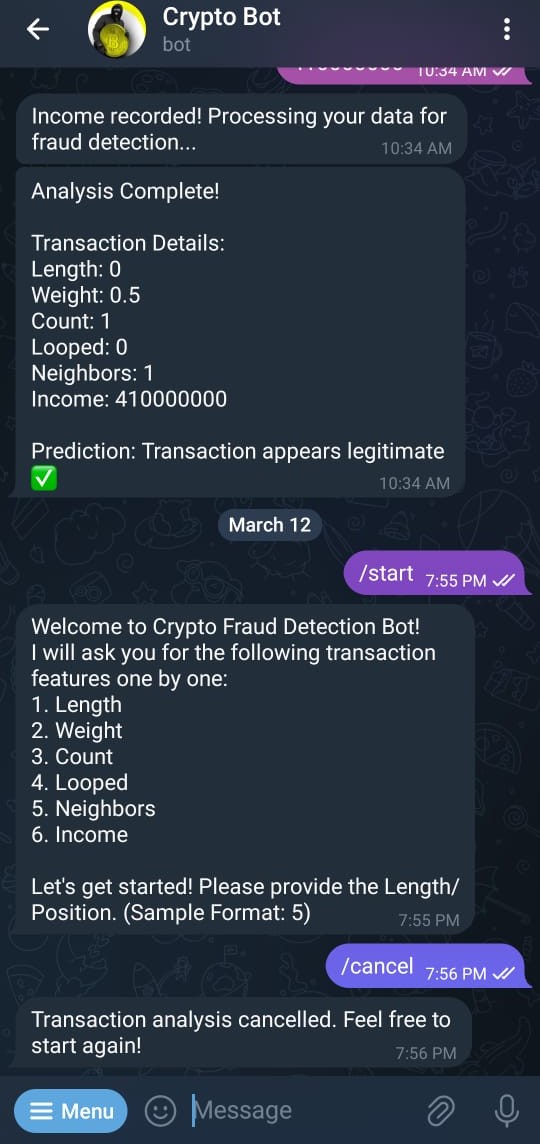 Crypto Bot
bot
10:34 AM
Income recorded! Processing your data for
fraud detection...
10:34 AM
Analysis Complete!
Transaction Details:
Length: 0
Weight: 0.5
Count: 1
Looped: 0
Neighbors: 1
Income: 410000000
Prediction: Transaction appears legitimate
10:34 AM
March 12
/start 7:55 PM
Welcome to Crypto Fraud Detection Bot!
I will ask you for the following transaction
features one by one:
1. Length
2. Weight
3. Count
4. Looped
5. Neighbors
6. Income
Let's get started! Please provide the Length/
Position. (Sample Format: 5)
7:55 PM
/cancel 7:56 PM
Transaction analysis cancelled. Feel free to
start again!
7:56 PM
Menu
Message